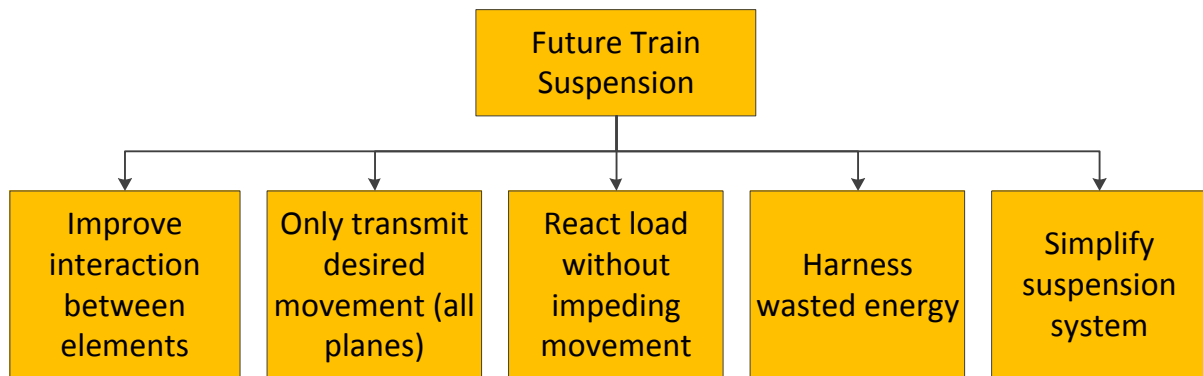 Future Train
Suspension
Improve
interaction
between
elements
Only transmit
desired
movement (all
planes)
React load
without
impeding
movement
Harness
wasted energy
Simplify
suspension
system